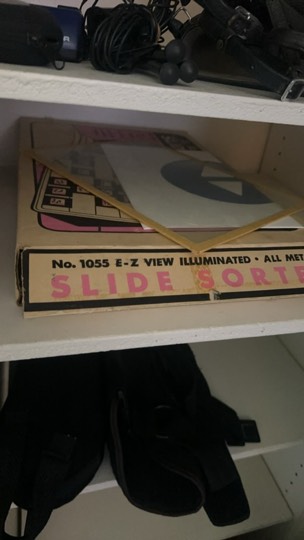 No. 1055 E-Z VIEW ILLUMINATED • ALL MET
SLIDE SORTE